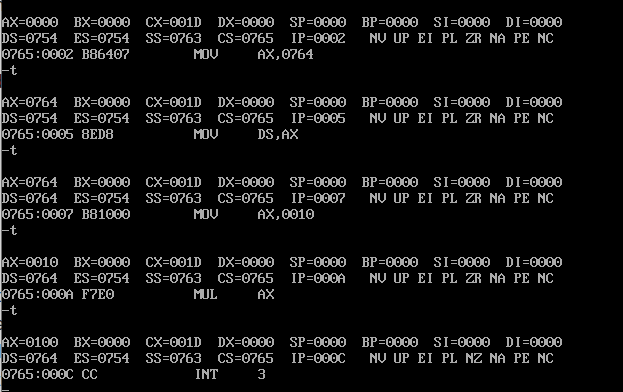 AX=0000 BX=0000 CX=001D DX=0000 SP=0000 BP=0000 SI=0000 DI=0000
DS=0754 ES=0754 SS=0763 CS=0765 IP=0002 NV UP EI PL ZR NA PE NC
0765:0002 B86407 MOV AX,0764
-t
AX=0764 BX=0000 CX=001D DX=0000 SP=0000 BP=0000 SI=0000 DI=0000
DS=0754 ES=0754 SS=0763 CS=0765 IP=0005 NV UP EI PL ZR NA PE NC
0765:0005 8ED8 MOV DS,AX
-t
AX=0764 BX=0000 CX=001D DX=0000 SP=0000 BP=0000 SI=0000 DI=0000
DS=0764 ES=0754 SS=0763 CS=0765 IP=0007 NV UP EI PL ZR NA PE NC
0765:0007 B81000 MOV AX,0010
-t
AX=0010 BX=0000 CX=001D DX=0000 SP=0000 BP=0000 SI=0000 DI=0000
DS=0764 ES=0754 SS=0763 CS=0765 IP=000A NV UP EI PL ZR NA PE NC
0765:000A F7E0 MUL AX
-t
AX=0100 BX=0000 CX=001D DX=0000 SP=0000 BP=0000 SI=0000 DI=0000
DS=0764 ES=0754 SS=0763 CS=0765 IP=000C NV UP EI PL NZ NA PE NC
0765:000C CC INT 3
-